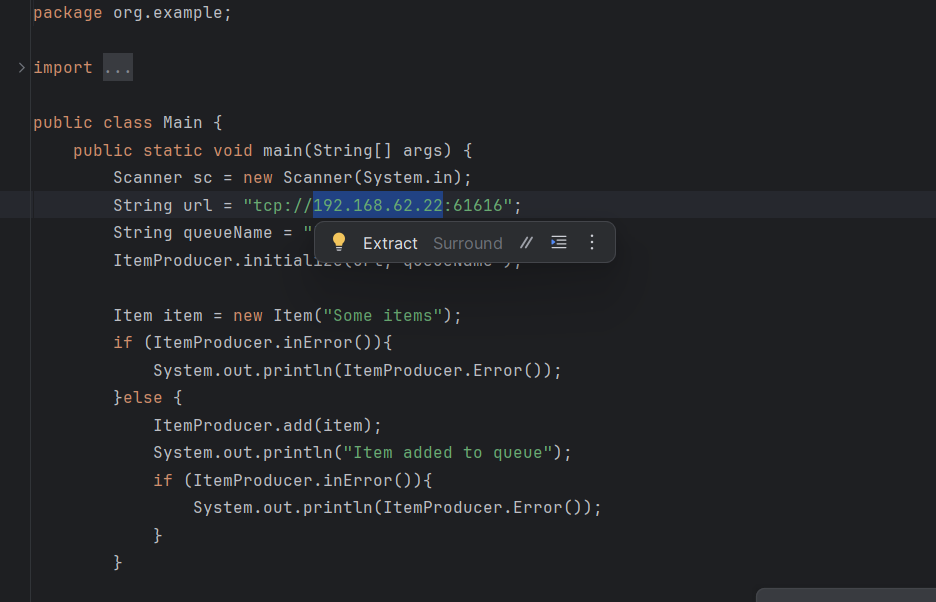 package org.example;
import ...
public class Main {
public static void main(String[] args) {
Scanner sc = new Scanner(System.in);
String url = "tcp://192.168.62.22:61616";
String queueName = "
Extract Surround //
ItemProducer.initialize(url, queueName );
Item item = new Item("Some items");
if (ItemProducer.inError()){
System.out.println(ItemProducer.Error());
}else {
ItemProducer.add(item);
System.out.println("Item added to queue");
if (ItemProducer.inError()){
System.out.println(ItemProducer.Error());
}
}